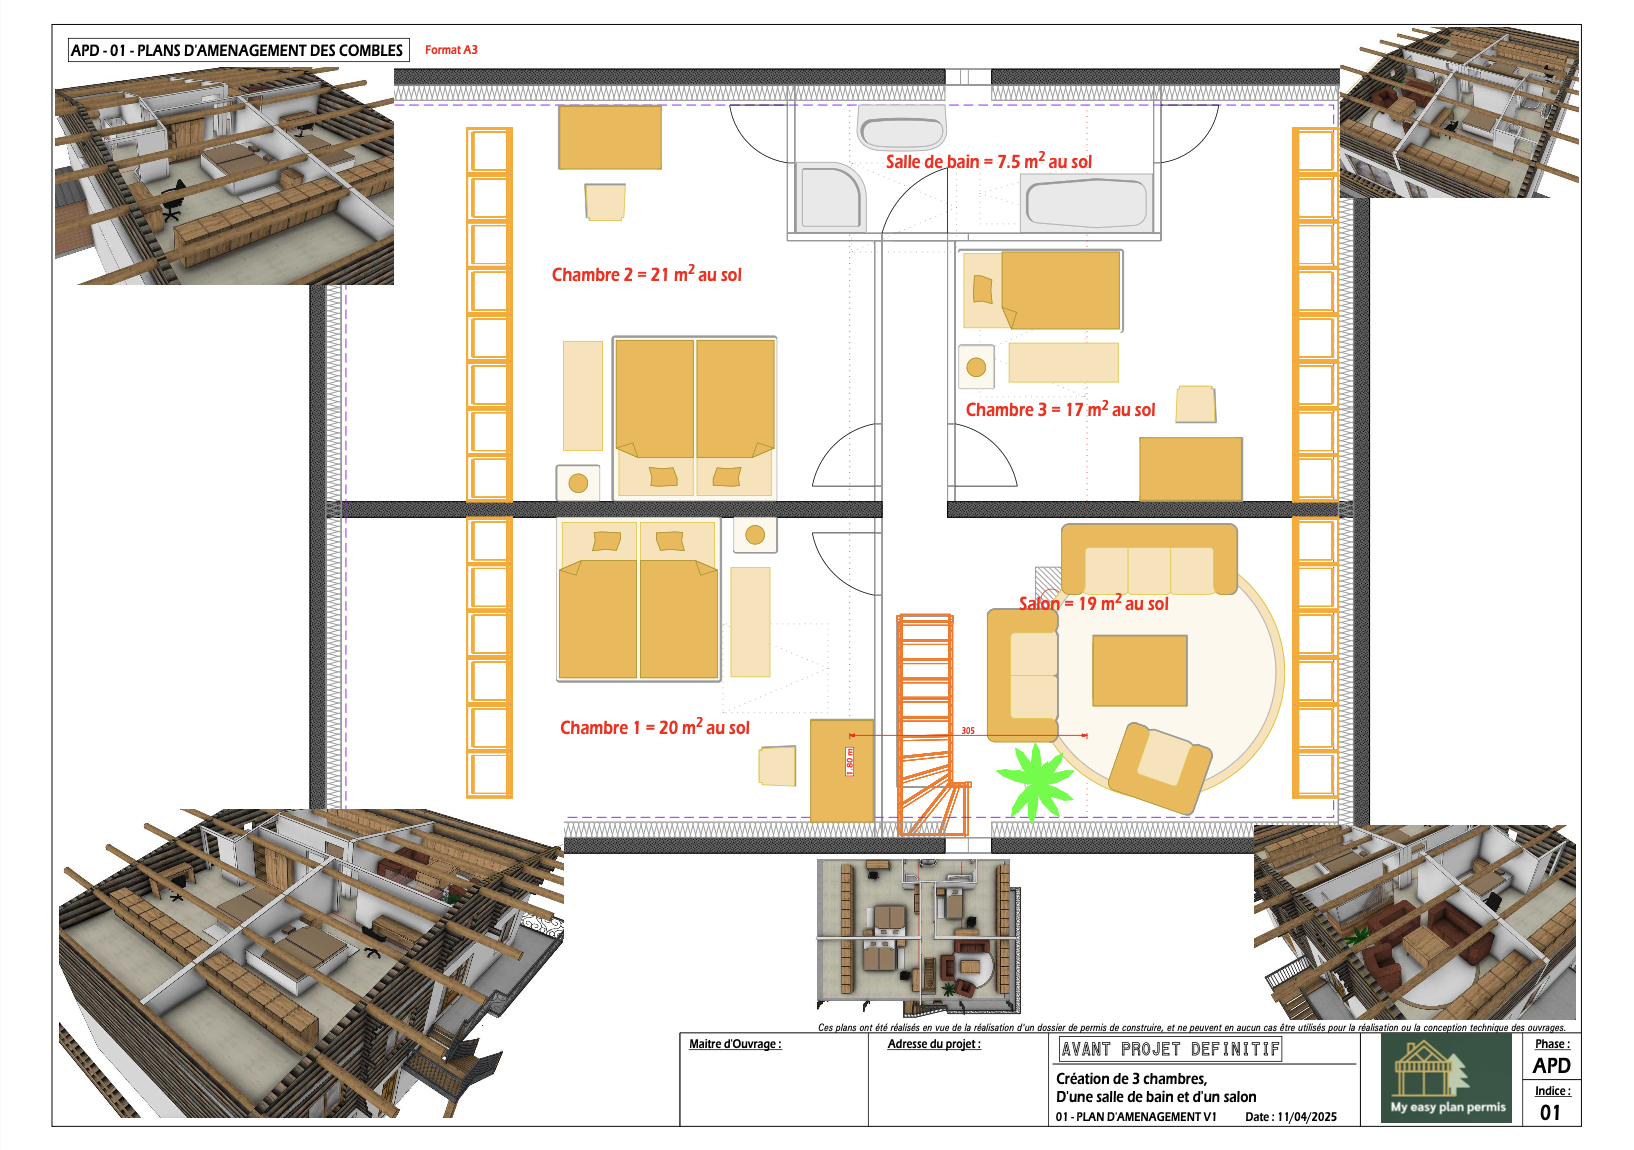 APD - 01 - PLANS D'AMENAGEMENT DES COMBLES
Format A3
Salle de bain = 7.5 m² au sol
Chambre 2 = 21 m² au sol
Chambre 3 = 17 m² au sol
Salon = 19 m² au sol
Chambre 1 = 20 m² au sol
305
1.80 m
Ces plans ont été réalisés en vue de la réalisation d'un dossier de permis de construire, et ne peuvent en aucun cas être utilisés pour la réalisation ou la conception technique des ouvrages.
Maitre d'Ouvrage :
Adresse du projet :
AVANT PROJET DEFINITIF
Création de 3 chambres,
D'une salle de bain et d'un salon
01 - PLAN D'AMENAGEMENT V1 Date : 11/04/2025
My easy plan permis
Phase :
APD
Indice :
01